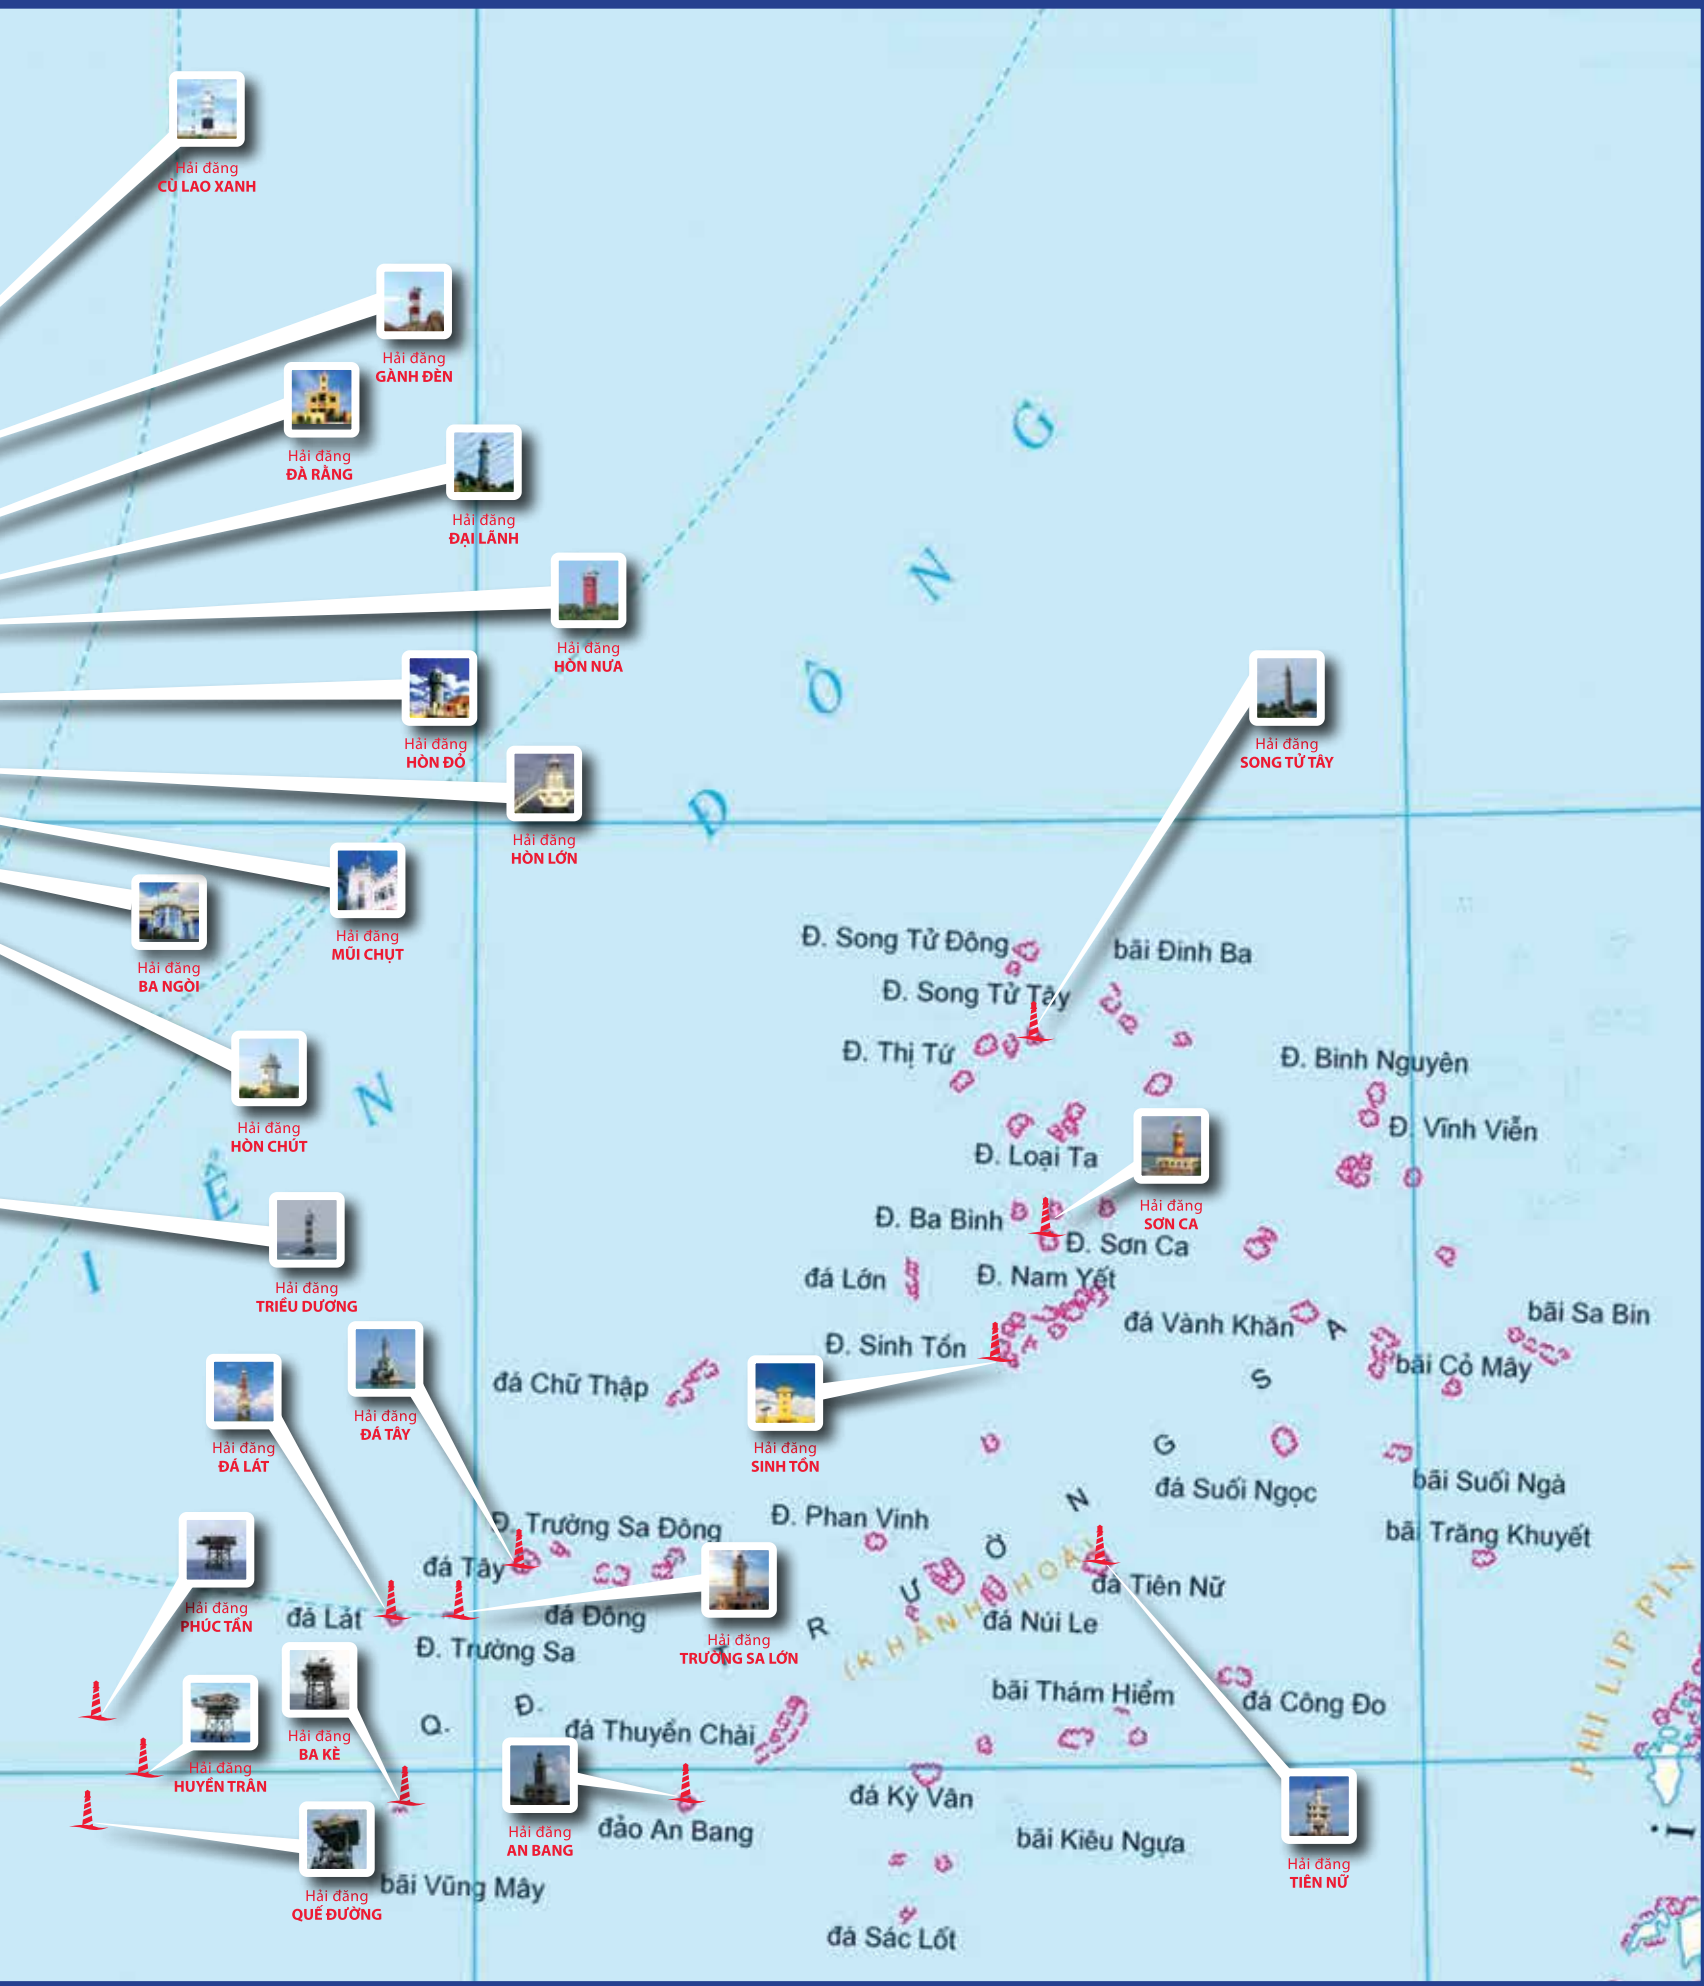 Hải đăng
CÙ LAO XANH
Hải đăng
GÀNH ĐÈN
Hải đăng
ĐÀ RẰNG
Hải đăng
ĐẠI LÃNH
Hải đăng
HÒN NƯA
Hải đăng
HÒN ĐỎ
Hải đăng
SONG TỬ TÂY
Hải đăng
HÒN LỚN
Hải đăng
MŨI CHỤT
Hải đăng
BA NGÒI
Hải đăng
HÒN CHÚT
Hải đăng
TRIỀU DƯƠNG
B I Ê N
Đ Ô N G
Đ. Song Tử Đông
bãi Đinh Ba
Đ. Song Tử Tây
Đ. Thị Tứ
Đ. Bình Nguyên
Đ. Vĩnh Viễn
Đ. Loại Ta
Hải đăng
SƠN CA
Đ. Ba Bình
Đ. Sơn Ca
đá Lớn
Đ. Nam Yết
đá Vành Khăn
bãi Sa Bin
Đ. Sinh Tồn
bãi Cỏ Mây
đá Chữ Thập
Hải đăng
ĐÁ TÂY
Hải đăng
ĐÁ LÁT
Hải đăng
SINH TỒN
đá Suối Ngọc
bãi Suối Ngà
Đ. Trường Sa Đông
Đ. Phan Vinh
bãi Trăng Khuyết
đá Tây
đá Tiên Nữ
Hải đăng
PHÚC TẦN
đá Lát
đá Đông
đá Núi Le
Đ. Trường Sa
Hải đăng
TRƯỜNG SA LỚN
Q. Đ. T R Ư Ờ N G S A
(KHÁNH HOÀ)
PHI LIP PIN
bãi Thám Hiểm
đá Công Đo
Hải đăng
BA KÈ
đá Thuyền Chài
Hải đăng
HUYỀN TRÂN
đá Kỳ Vân
Hải đăng
AN BANG
đảo An Bang
bãi Kiêu Ngựa
Hải đăng
TIÊN NỮ
Hải đăng
QUẾ ĐƯỜNG
bãi Vũng Mây
đá Sác Lốt
i